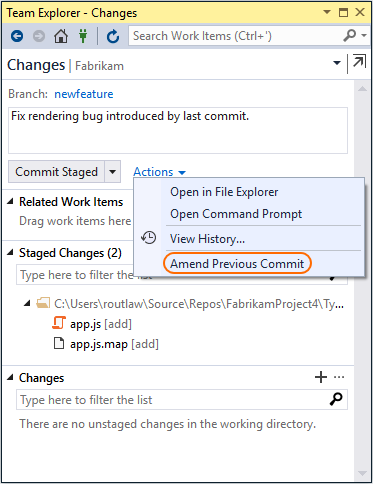 Team Explorer - Changes
Search Work Items (Ctrl+')
Changes | Fabrikam
Branch: newfeature
Fix rendering bug introduced by last commit.
Commit Staged
Actions
Open in File Explorer
Open Command Prompt
View History...
Amend Previous Commit
Related Work Items
Drag work items here
Staged Changes (2)
Type here to filter the list
C:\Users\routlaw\Source\Repos\FabrikamProject4\Ty...
app.js [add]
app.js.map [add]
Changes
Type here to filter the list
There are no unstaged changes in the working directory.